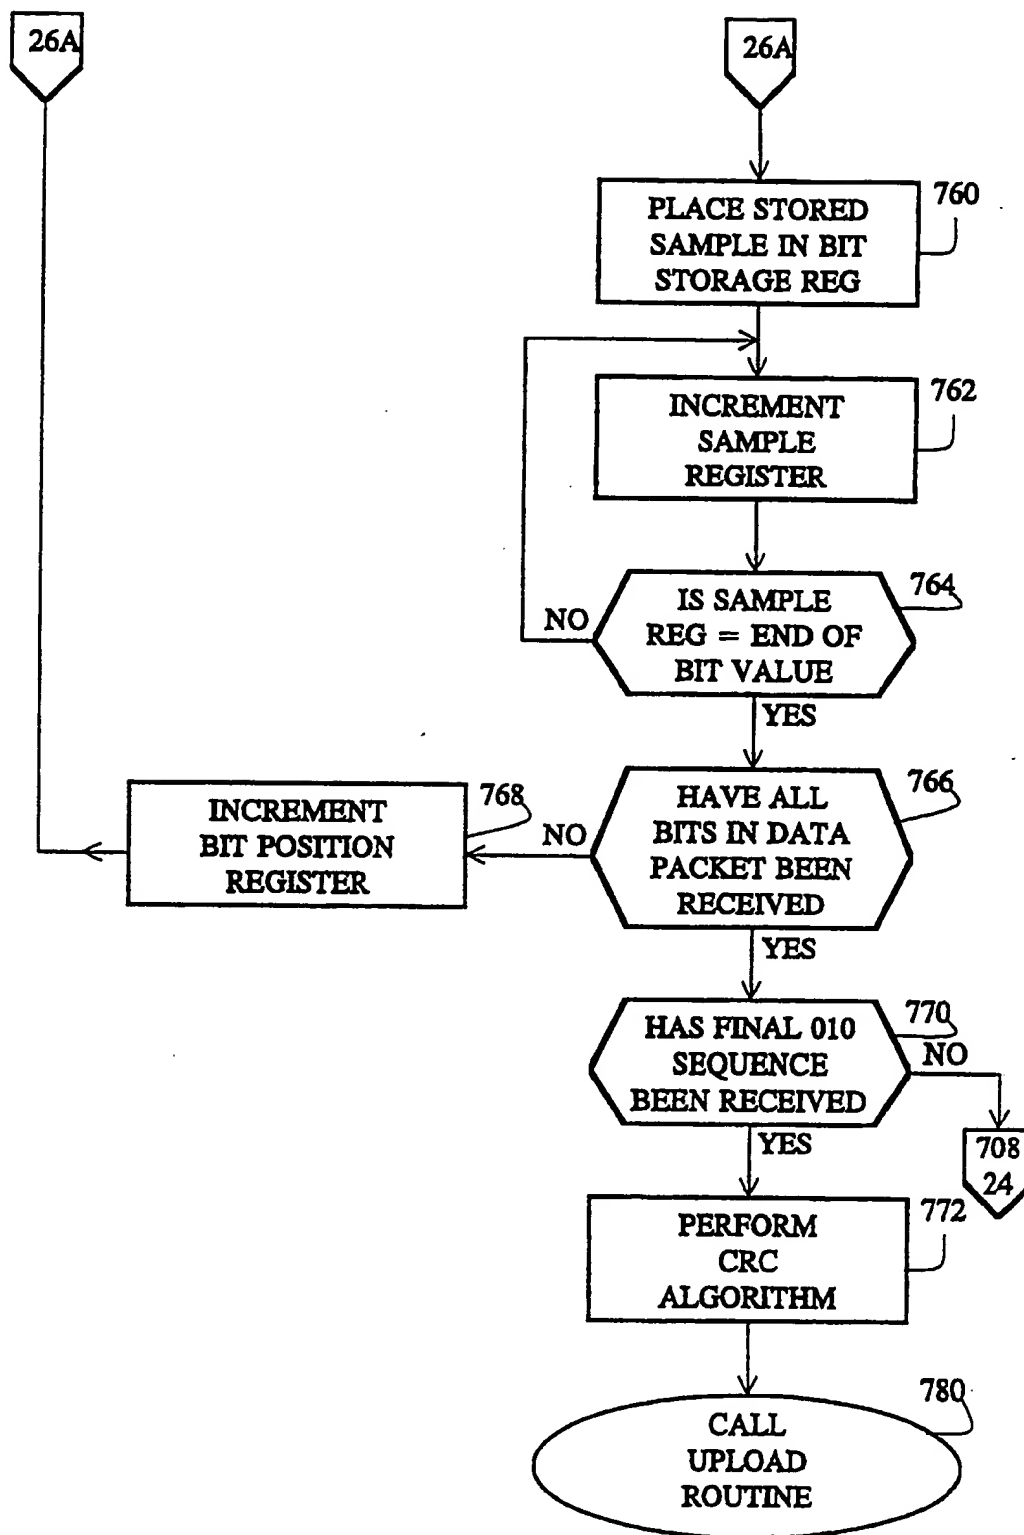 26A
26A
760
PLACE STORED
SAMPLE IN BIT
STORAGE REG
762
INCREMENT
SAMPLE
REGISTER
764
IS SAMPLE
REG = END OF
BIT VALUE
NO
YES
766
HAVE ALL
BITS IN DATA
PACKET BEEN
RECEIVED
NO
768
INCREMENT
BIT POSITION
REGISTER
YES
770
HAS FINAL 010
SEQUENCE
BEEN RECEIVED
NO
708
24
YES
772
PERFORM
CRC
ALGORITHM
780
CALL
UPLOAD
ROUTINE